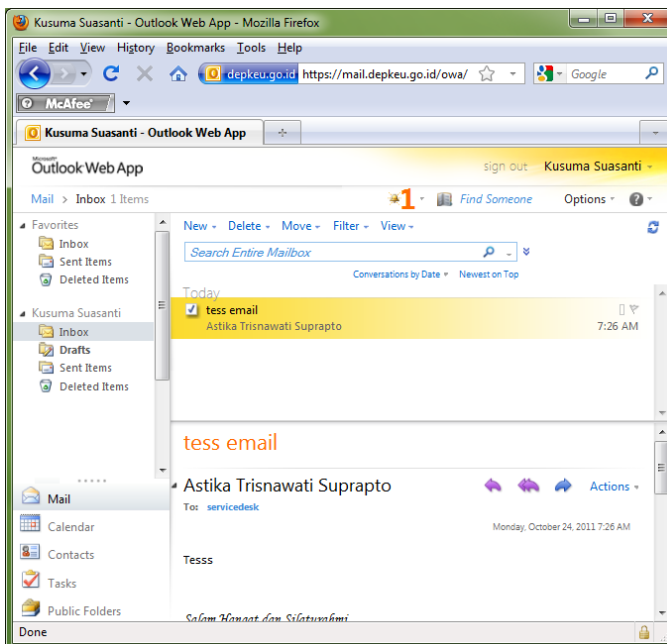 Kusuma Suasanti - Outlook Web App - Mozilla Firefox
File Edit View History Bookmarks Tools Help
depkeu.go.id https://mail.depkeu.go.id/owa/ Google
McAfee
Kusuma Suasanti - Outlook Web App
Microsoft
Outlook Web App
sign out Kusuma Suasanti
Mail > Inbox 1 Items 1 Find Someone Options ?
Favorites
Inbox
Sent Items
Deleted Items
Kusuma Suasanti
Inbox
Drafts
Sent Items
Deleted Items
Mail
Calendar
Contacts
Tasks
Public Folders
New Delete Move Filter View
Search Entire Mailbox
Conversations by Date Newest on Top
Today
tess email
Astika Trisnawati Suprapto 7:26 AM
tess email
Astika Trisnawati Suprapto Actions
To: servicedesk
Monday, October 24, 2011 7:26 AM
Tesss
Salam Hangat dan Silaturahmi
Done